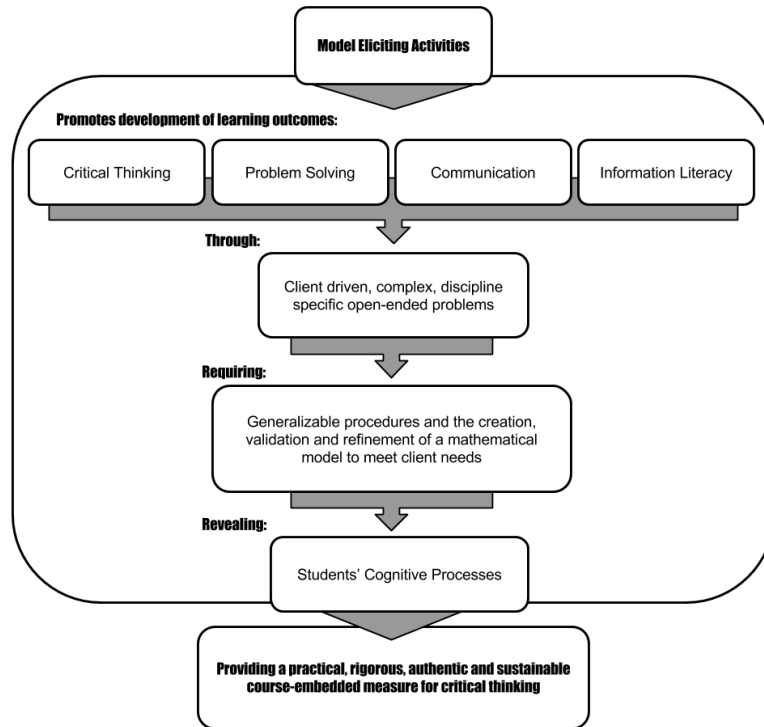 Model Eliciting Activities
Promotes development of learning outcomes:
Critical Thinking
Problem Solving
Communication
Information Literacy
Through:
Client driven, complex, discipline
specific open-ended problems
Requiring:
Generalizable procedures and the creation,
validation and refinement of a mathematical
model to meet client needs
Revealing:
Students’ Cognitive Processes
Providing a practical, rigorous, authentic and sustainable
course-embedded measure for critical thinking